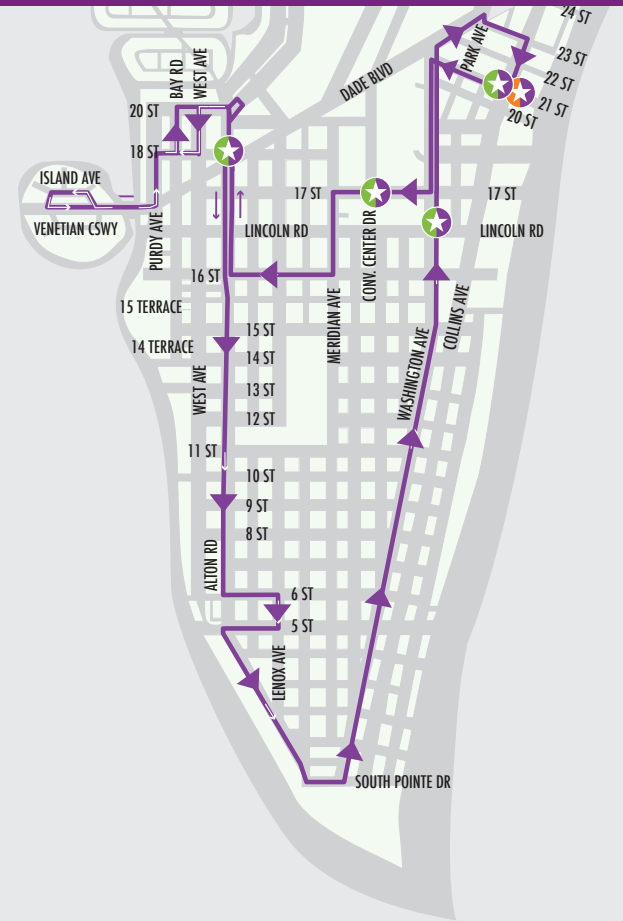 24 ST
PARK AVE
23 ST
22 ST
21 ST
20 ST
DADE BLVD
BAY RD
WEST AVE
20 ST
18 ST
ISLAND AVE
VENETIAN CSWY
PURDY AVE
17 ST
CONV. CENTER DR
17 ST
LINCOLN RD
LINCOLN RD
16 ST
15 TERRACE
14 TERRACE
MERIDIAN AVE
COLLINS AVE
WASHINGTON AVE
WEST AVE
15 ST
14 ST
13 ST
12 ST
11 ST
10 ST
9 ST
8 ST
ALTON RD
6 ST
5 ST
LENOX AVE
SOUTH POINTE DR